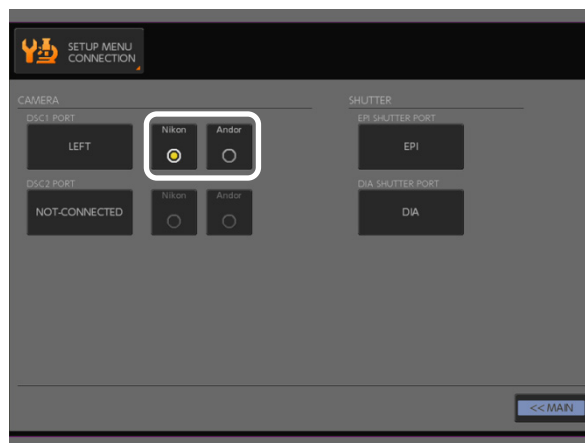 SETUP MENU
CONNECTION
CAMERA
SHUTTER
DSC1 PORT
EPI SHUTTER PORT
LEFT
Nikon
Andor
EPI
DSC2 PORT
DIA SHUTTER PORT
NOT-CONNECTED
Nikon
Andor
DIA
<< MAIN